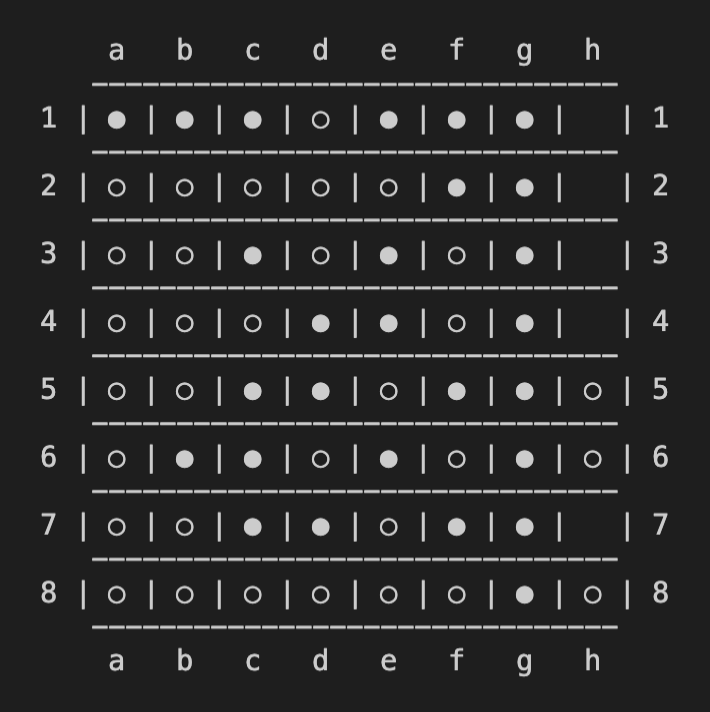 a b c d e f g h
1 | ● | ● | ● | ○ | ● | ● | ● | | 1
2 | ○ | ○ | ○ | ○ | ○ | ● | ● | | 2
3 | ○ | ○ | ● | ○ | ● | ○ | ● | | 3
4 | ○ | ○ | ○ | ● | ● | ○ | ● | | 4
5 | ○ | ○ | ● | ● | ○ | ● | ● | ○ | 5
6 | ○ | ● | ● | ○ | ● | ○ | ● | ○ | 6
7 | ○ | ○ | ● | ● | ○ | ● | ● | | 7
8 | ○ | ○ | ○ | ○ | ○ | ○ | ● | ○ | 8
a b c d e f g h